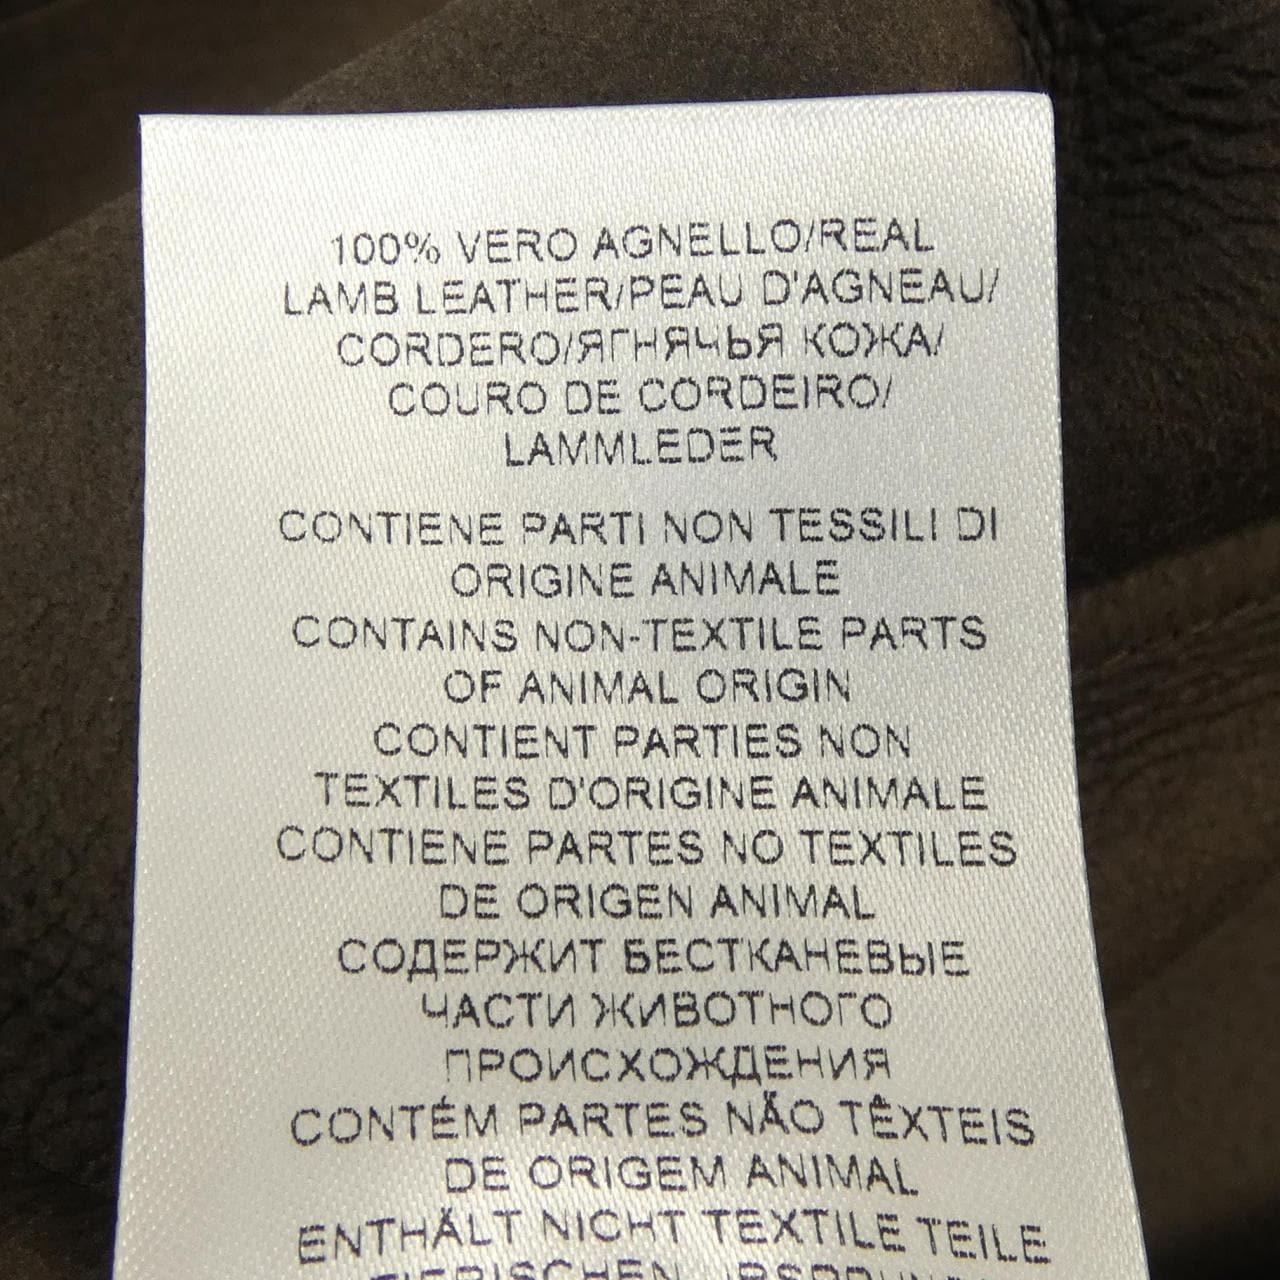 100% VERO AGNELLO/REAL
LAMB LEATHER/PEAU D'AGNEAU/
CORDERO/ЯГНЯЧЬЯ КОЖА/
COURO DE CORDEIRO/
LAMMLEDER
CONTIENE PARTI NON TESSILI DI
ORIGINE ANIMALE
CONTAINS NON-TEXTILE PARTS
OF ANIMAL ORIGIN
CONTIENT PARTIES NON
TEXTILES D'ORIGINE ANIMALE
CONTIENE PARTES NO TEXTILES
DE ORIGEN ANIMAL
СОДЕРЖИТ БЕСТКАНЕВЫЕ
ЧАСТИ ЖИВОТНОГО
ПРОИСХОЖДЕНИЯ
CONTÉM PARTES NÃO TÊXTEIS
DE ORIGEM ANIMAL
ENTHÄLT NICHT TEXTILE TEILE
TIERISCHEN